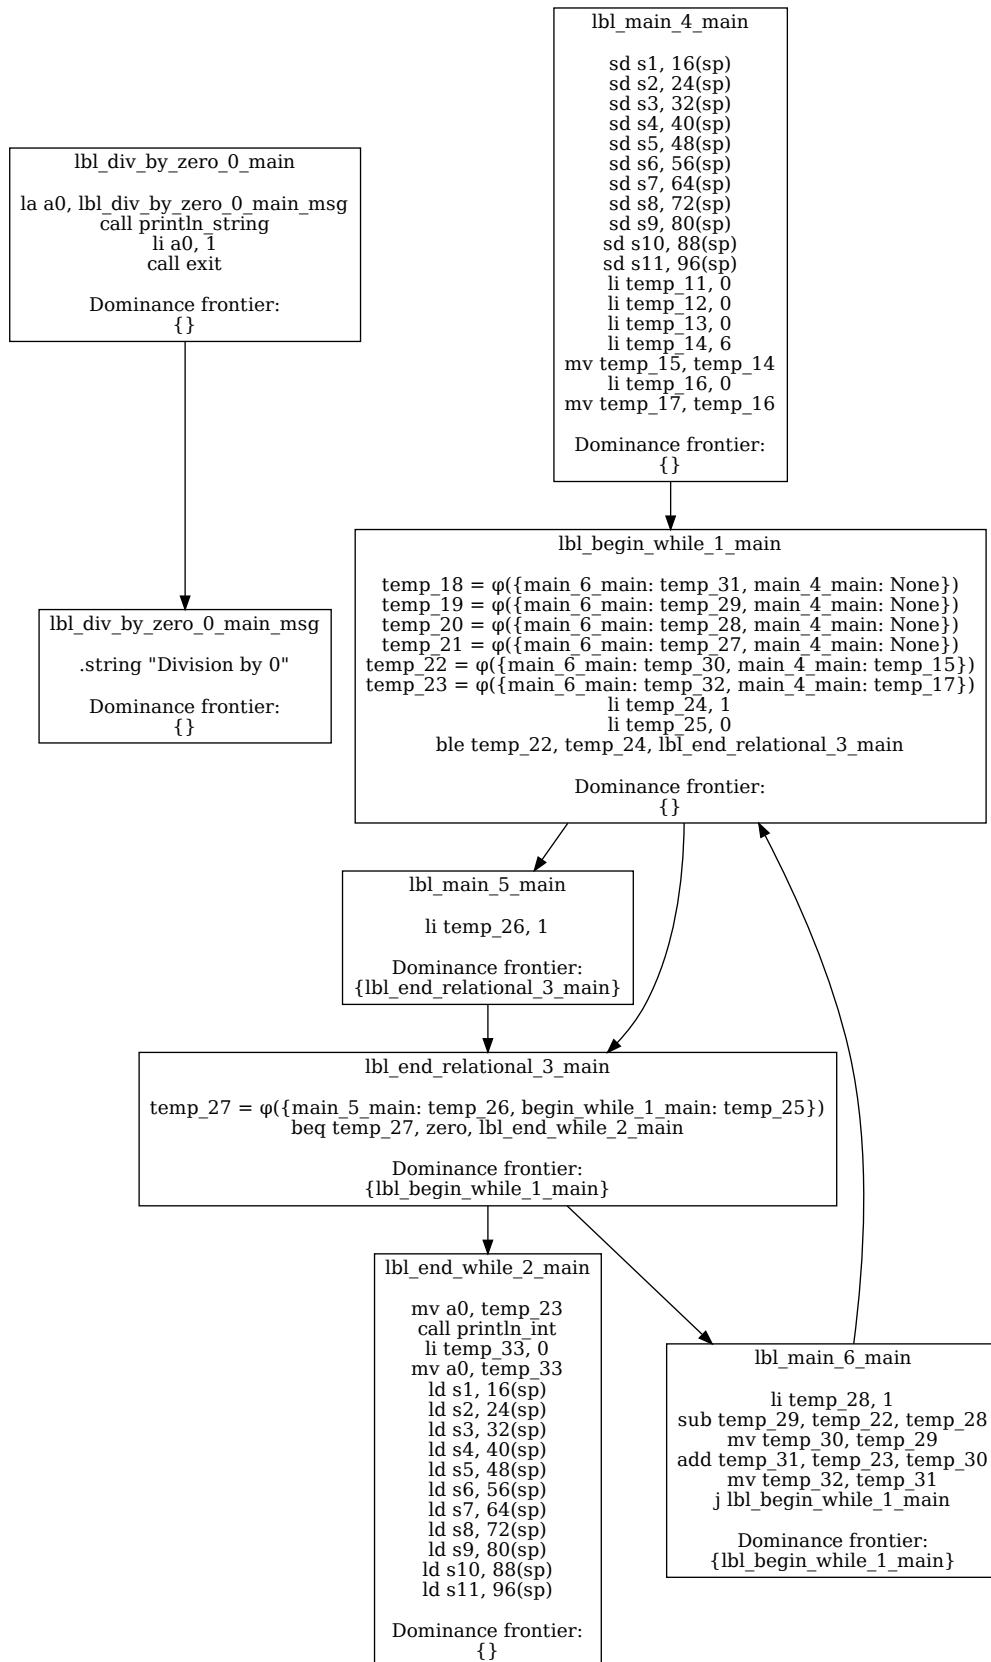 lbl_main_4_main
sd s1, 16(sp)
sd s2, 24(sp)
sd s3, 32(sp)
sd s4, 40(sp)
sd s5, 48(sp)
sd s6, 56(sp)
sd s7, 64(sp)
sd s8, 72(sp)
sd s9, 80(sp)
sd s10, 88(sp)
sd s11, 96(sp)
li temp_11, 0
li temp_12, 0
li temp_13, 0
li temp_14, 6
mv temp_15, temp_14
li temp_16, 0
mv temp_17, temp_16
Dominance frontier:
{}
lbl_div_by_zero_0_main
la a0, lbl_div_by_zero_0_main_msg
call println_string
li a0, 1
call exit
Dominance frontier:
{}
lbl_begin_while_1_main
temp_18 = φ({main_6_main: temp_31, main_4_main: None})
temp_19 = φ({main_6_main: temp_29, main_4_main: None})
temp_20 = φ({main_6_main: temp_28, main_4_main: None})
temp_21 = φ({main_6_main: temp_27, main_4_main: None})
temp_22 = φ({main_6_main: temp_30, main_4_main: temp_15})
temp_23 = φ({main_6_main: temp_32, main_4_main: temp_17})
li temp_24, 1
li temp_25, 0
ble temp_22, temp_24, lbl_end_relational_3_main
Dominance frontier:
{}
lbl_div_by_zero_0_main_msg
.string "Division by 0"
Dominance frontier:
{}
lbl_main_5_main
li temp_26, 1
Dominance frontier:
{lbl_end_relational_3_main}
lbl_end_relational_3_main
temp_27 = φ({main_5_main: temp_26, begin_while_1_main: temp_25})
beq temp_27, zero, lbl_end_while_2_main
Dominance frontier:
{lbl_begin_while_1_main}
lbl_end_while_2_main
mv a0, temp_23
call println_int
li temp_33, 0
mv a0, temp_33
ld s1, 16(sp)
ld s2, 24(sp)
ld s3, 32(sp)
ld s4, 40(sp)
ld s5, 48(sp)
ld s6, 56(sp)
ld s7, 64(sp)
ld s8, 72(sp)
ld s9, 80(sp)
ld s10, 88(sp)
ld s11, 96(sp)
Dominance frontier:
{}
lbl_main_6_main
li temp_28, 1
sub temp_29, temp_22, temp_28
mv temp_30, temp_29
add temp_31, temp_23, temp_30
mv temp_32, temp_31
j lbl_begin_while_1_main
Dominance frontier:
{lbl_begin_while_1_main}